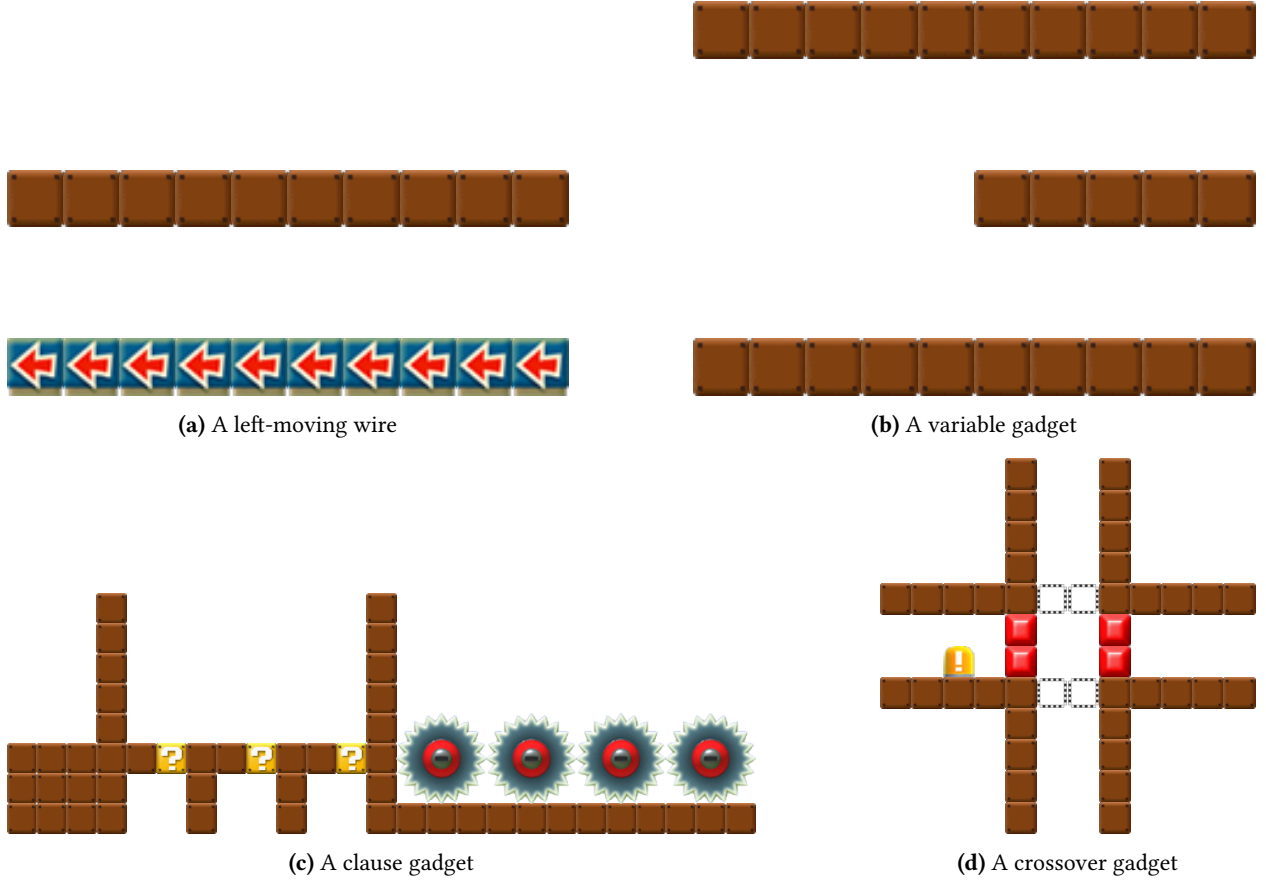 (a) A left-moving wire
(b) A variable gadget
? ? ?
!
(c) A clause gadget
(d) A crossover gadget